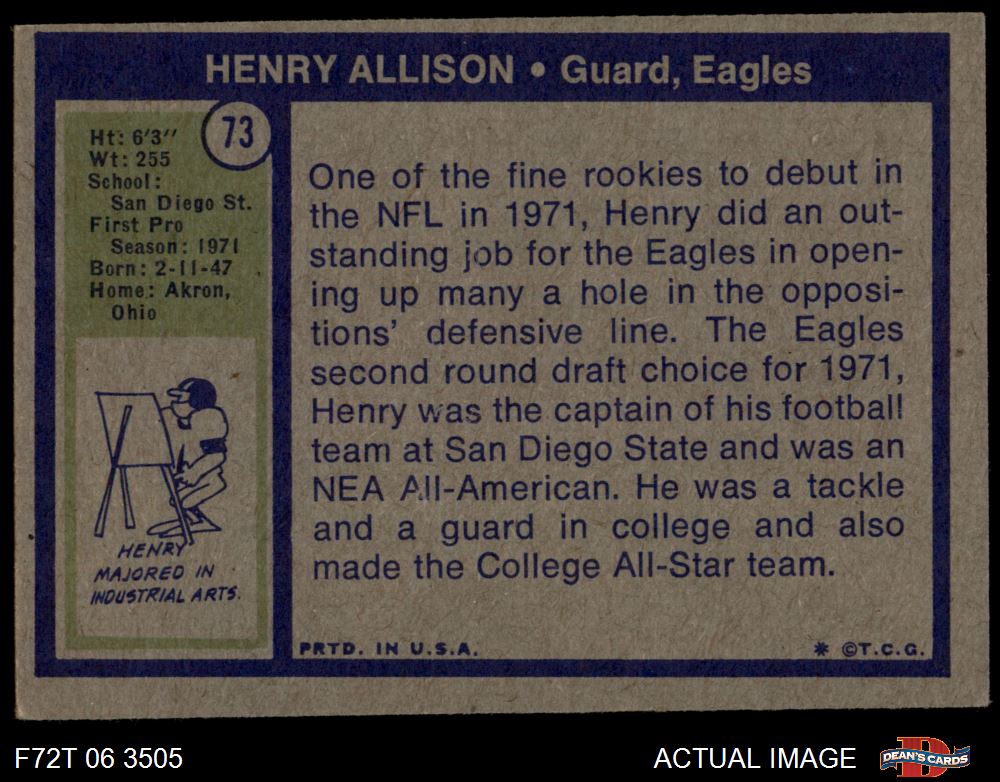 HENRY ALLISON • Guard, Eagles
73
Ht: 6'3"
Wt: 255
School:
San Diego St.
First Pro
Season: 1971
Born: 2-11-47
Home: Akron,
Ohio
HENRY
MAJORED IN
INDUSTRIAL ARTS.
One of the fine rookies to debut in
the NFL in 1971, Henry did an out-
standing job for the Eagles in open-
ing up many a hole in the opposi-
tions' defensive line. The Eagles
second round draft choice for 1971,
Henry was the captain of his football
team at San Diego State and was an
NEA All-American. He was a tackle
and a guard in college and also
made the College All-Star team.
PRTD. IN U.S.A.
* ©T.C.G.
F72T 06 3505
ACTUAL IMAGE
D
DEAN'S CARDS